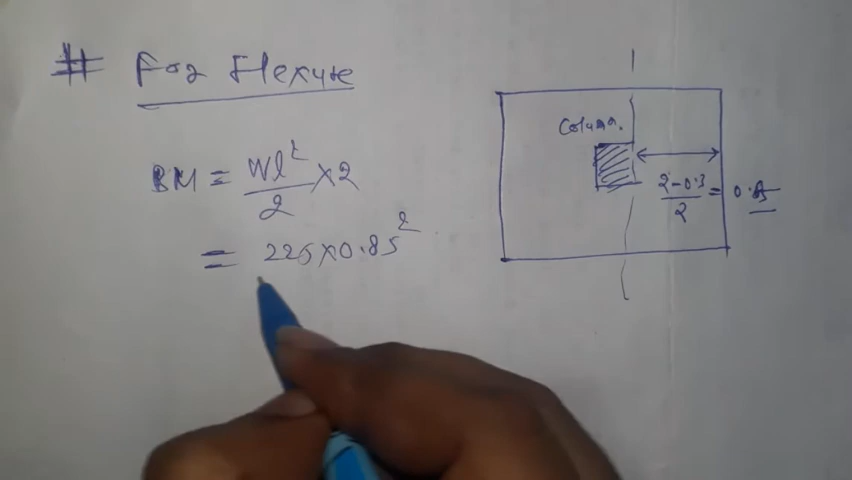 # For Flexure
BM = Wl²/2 × 2
= 225×0.85²
Column.
(2-0.3)/2 = 0.85